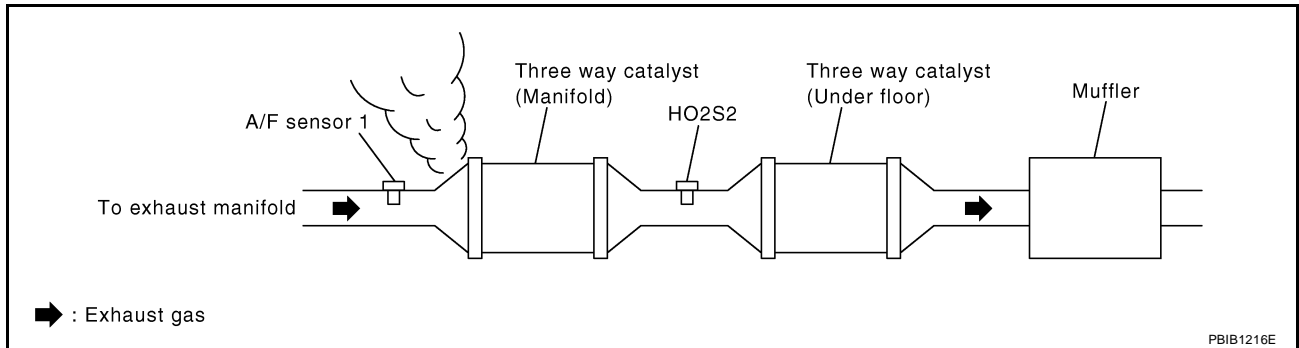 Three way catalyst
(Manifold)
Three way catalyst
(Under floor)
Muffler
A/F sensor 1
HO2S2
To exhaust manifold
: Exhaust gas
PBIB1216E